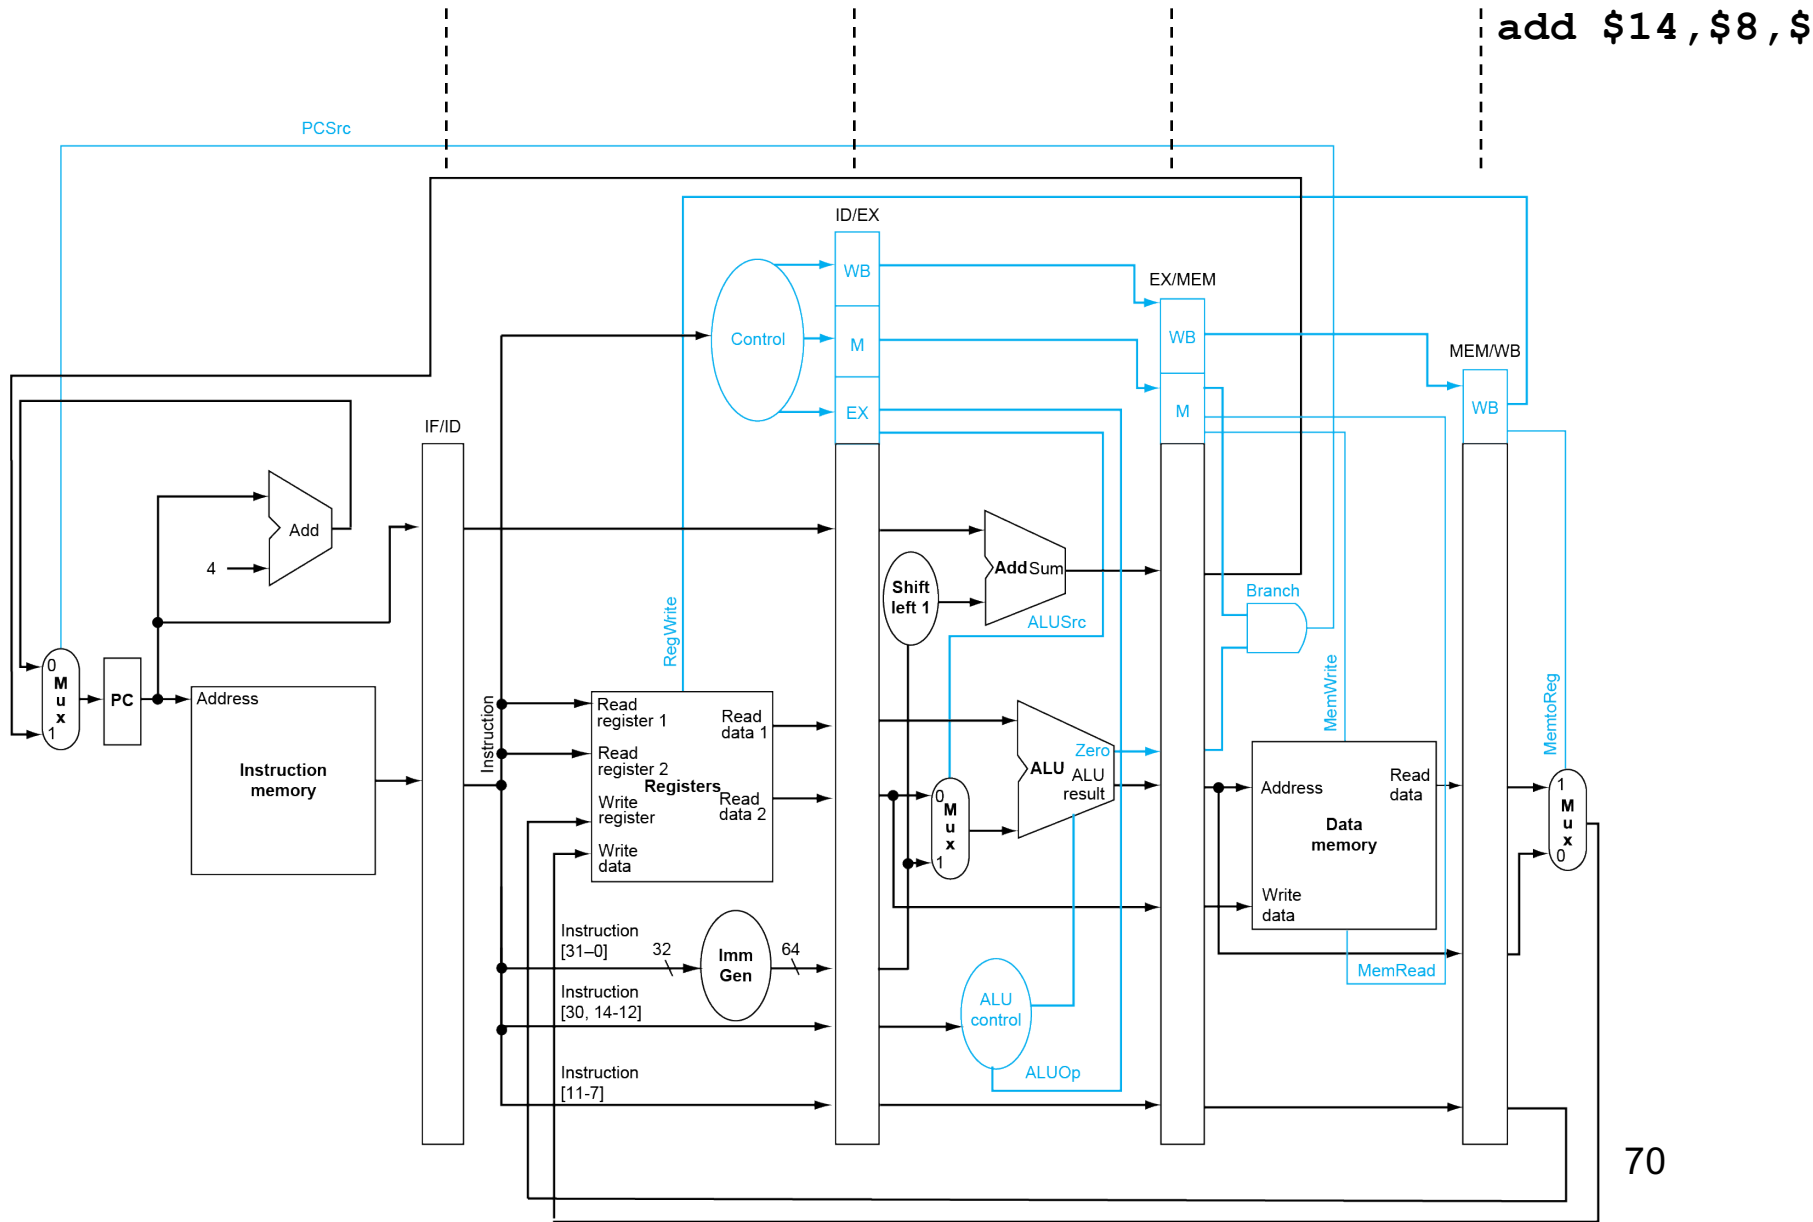 add $14,$8,$
PCSrc
ID/EX
WB
EX/MEM
Control
M
WB
MEM/WB
EX
M
WB
IF/ID
Add
4
Shift
left 1
Add Sum
Branch
ALUSrc
RegWrite
MemWrite
MemtoReg
0
M
u
x
1
PC
Address
Instruction
memory
Instruction
Read
register 1
Read
data 1
Read
register 2
Registers
Write
register
Read
data 2
Write
data
0
M
u
x
1
Zero
ALU
ALU
result
Address
Read
data
Data
memory
Write
data
1
M
u
x
0
Instruction
[31–0]
32
Imm
Gen
64
MemRead
Instruction
[30, 14-12]
ALU
control
Instruction
[11-7]
ALUOp
70